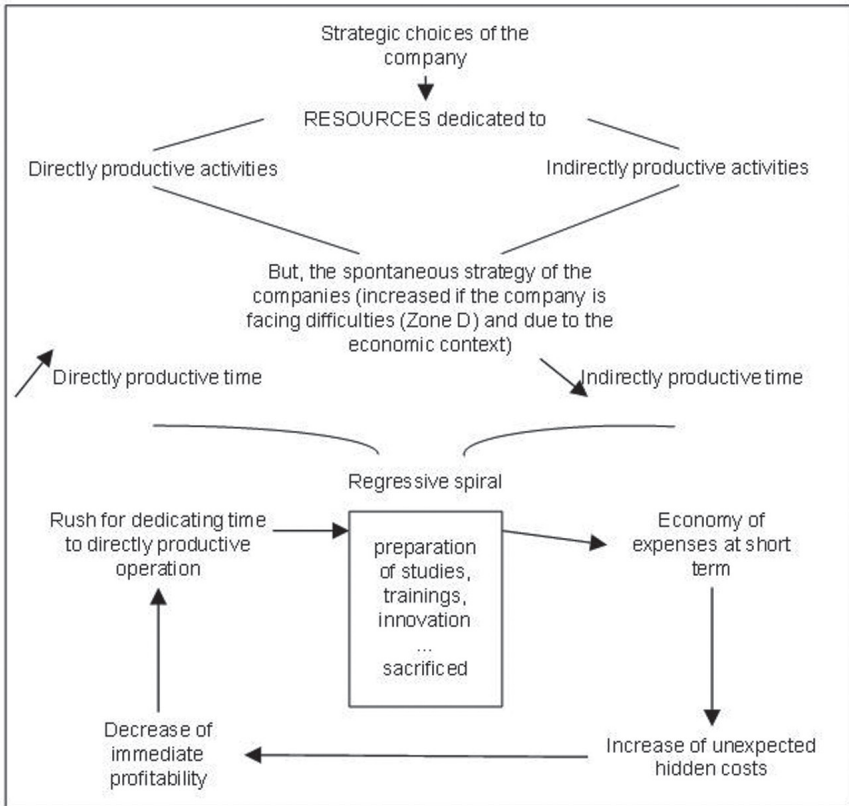 Strategic choices of the
company
RESOURCES dedicated to
Directly productive activities
Indirectly productive activities
But, the spontaneous strategy of the
companies (increased if the company is
facing difficulties (Zone D) and due to the
economic context)
Directly productive time
Indirectly productive time
Regressive spiral
Rush for dedicating time
to directly productive
operation
preparation
of studies,
trainings,
innovation
...
sacrificed
Economy of
expenses at short
term
Decrease of
immediate
profitability
Increase of unexpected
hidden costs